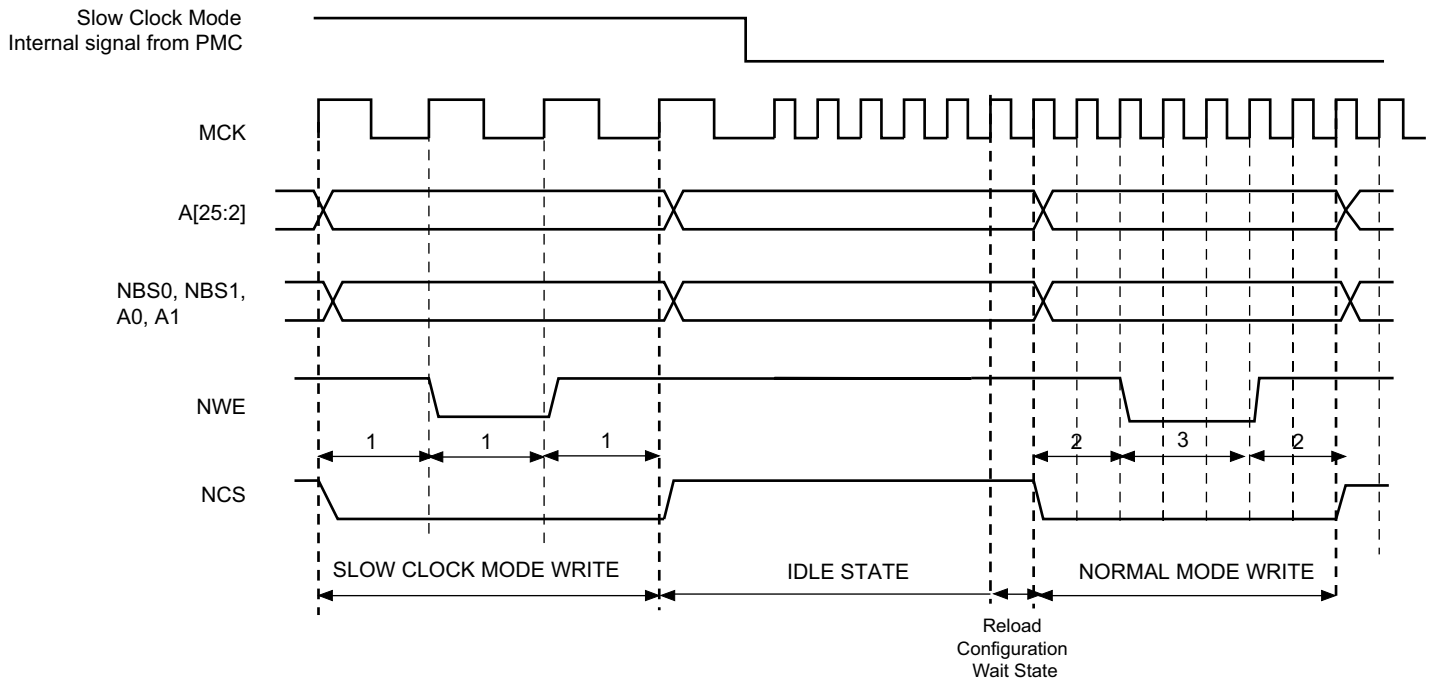 Slow Clock Mode
Internal signal from PMC
MCK
A[25:2]
NBS0, NBS1,
A0, A1
NWE
1 1 1 2 3 2
NCS
SLOW CLOCK MODE WRITE IDLE STATE NORMAL MODE WRITE
Reload
Configuration
Wait State